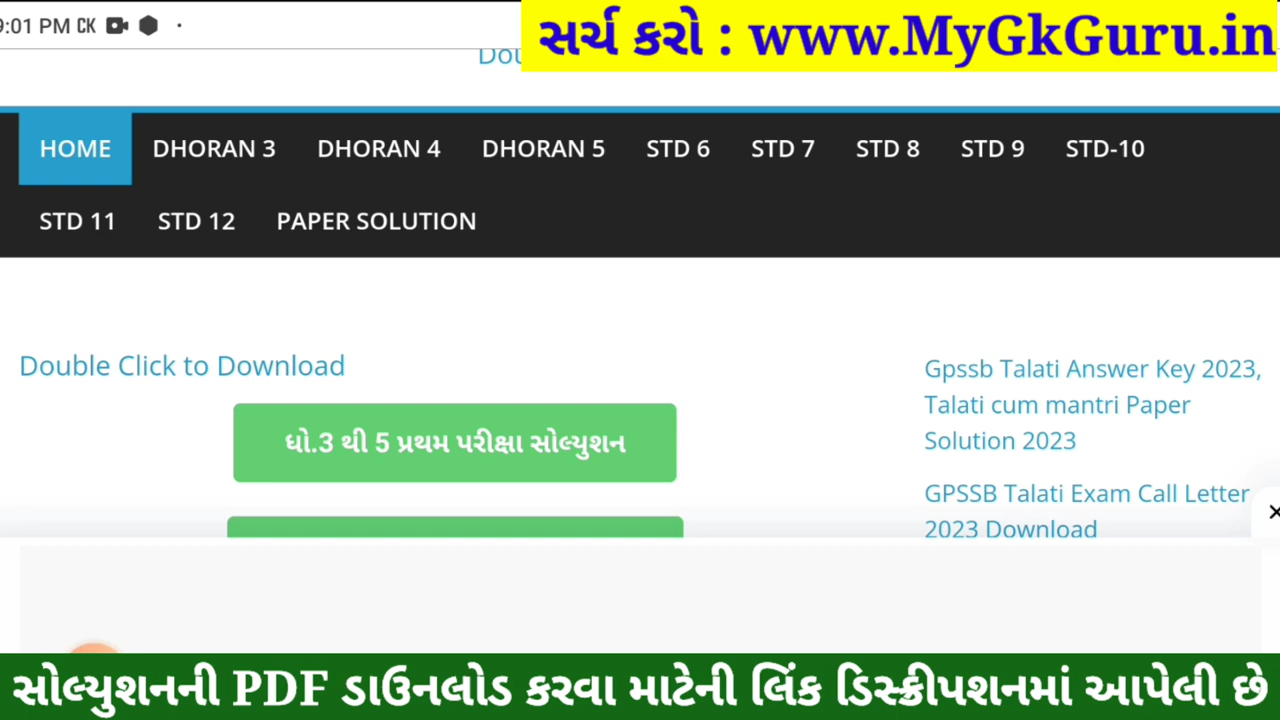 9:01 PM CK
સર્ચ કરો : www.MyGkGuru.in
HOME DHORAN 3 DHORAN 4 DHORAN 5 STD 6 STD 7 STD 8 STD 9 STD-10
STD 11 STD 12 PAPER SOLUTION
Double Click to Download
ધો.3 થી 5 પ્રથમ પરીક્ષા સોલ્યુશન
Gpssb Talati Answer Key 2023,
Talati cum mantri Paper
Solution 2023
GPSSB Talati Exam Call Letter
2023 Download
સોલ્યુશનની PDF ડાઉનલોડ કરવા માટેની લિંક ડિસ્ક્રીપશનમાં આપેલી છે